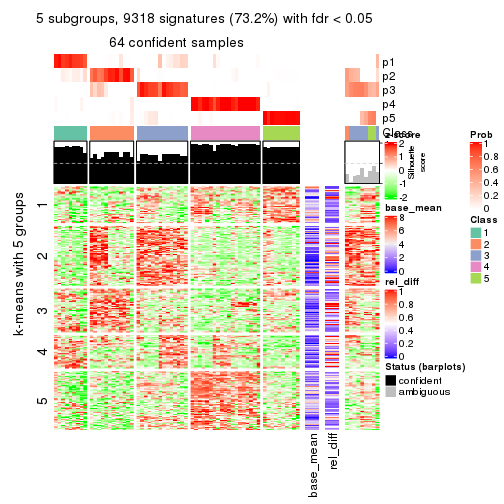 5 subgroups, 9318 signatures (73.2%) with fdr < 0.05
64 confident samples
p1
p2
p3
p4
p5
Class
z-score
2
1
0
-1
-2
Silhouette
score
Prob
1
0.8
0.6
0.4
0.2
0
base_mean
8
6
4
2
0
Class
1
2
3
4
5
rel_diff
1
0.8
0.6
0.4
0.2
0
Status (barplots)
confident
ambiguous
k-means with 5 groups
1
2
3
4
5
base_mean
rel_diff